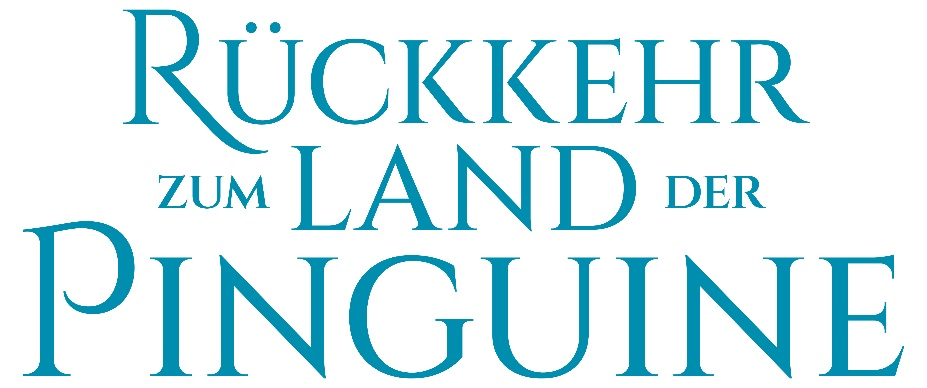 RÜCKKEHR
ZUM LAND DER
PINGUINE